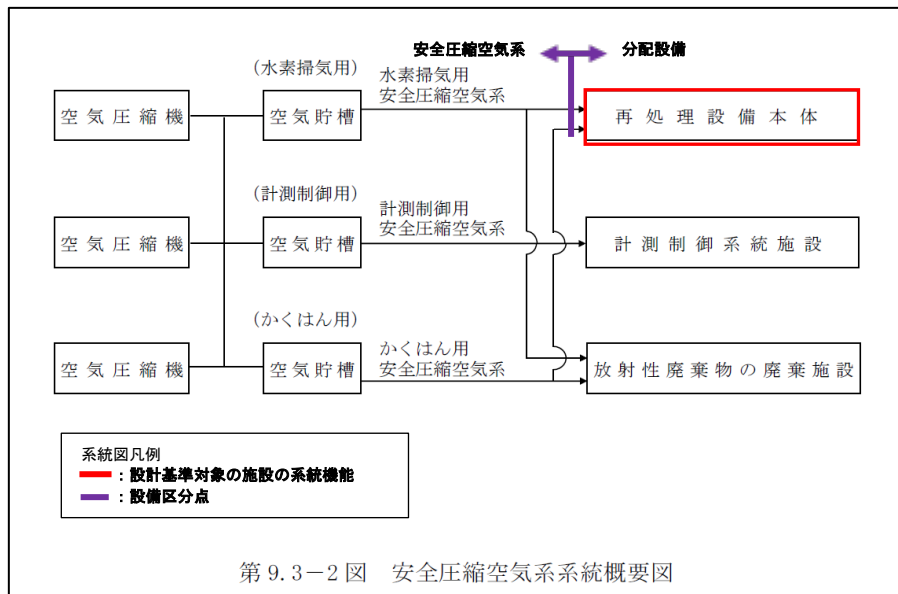 安全圧縮空気系 分配設備
(水素掃気用)
水素掃気用
安全圧縮空気系
空気圧縮機
空気貯槽
再処理設備本体
(計測制御用)
計測制御用
安全圧縮空気系
空気圧縮機
空気貯槽
計測制御系統施設
(かくはん用)
かくはん用
安全圧縮空気系
空気圧縮機
空気貯槽
放射性廃棄物の廃棄施設
系統図凡例
:設計基準対象の施設の系統機能
:設備区分点
第9.3-2図 安全圧縮空気系系統概要図